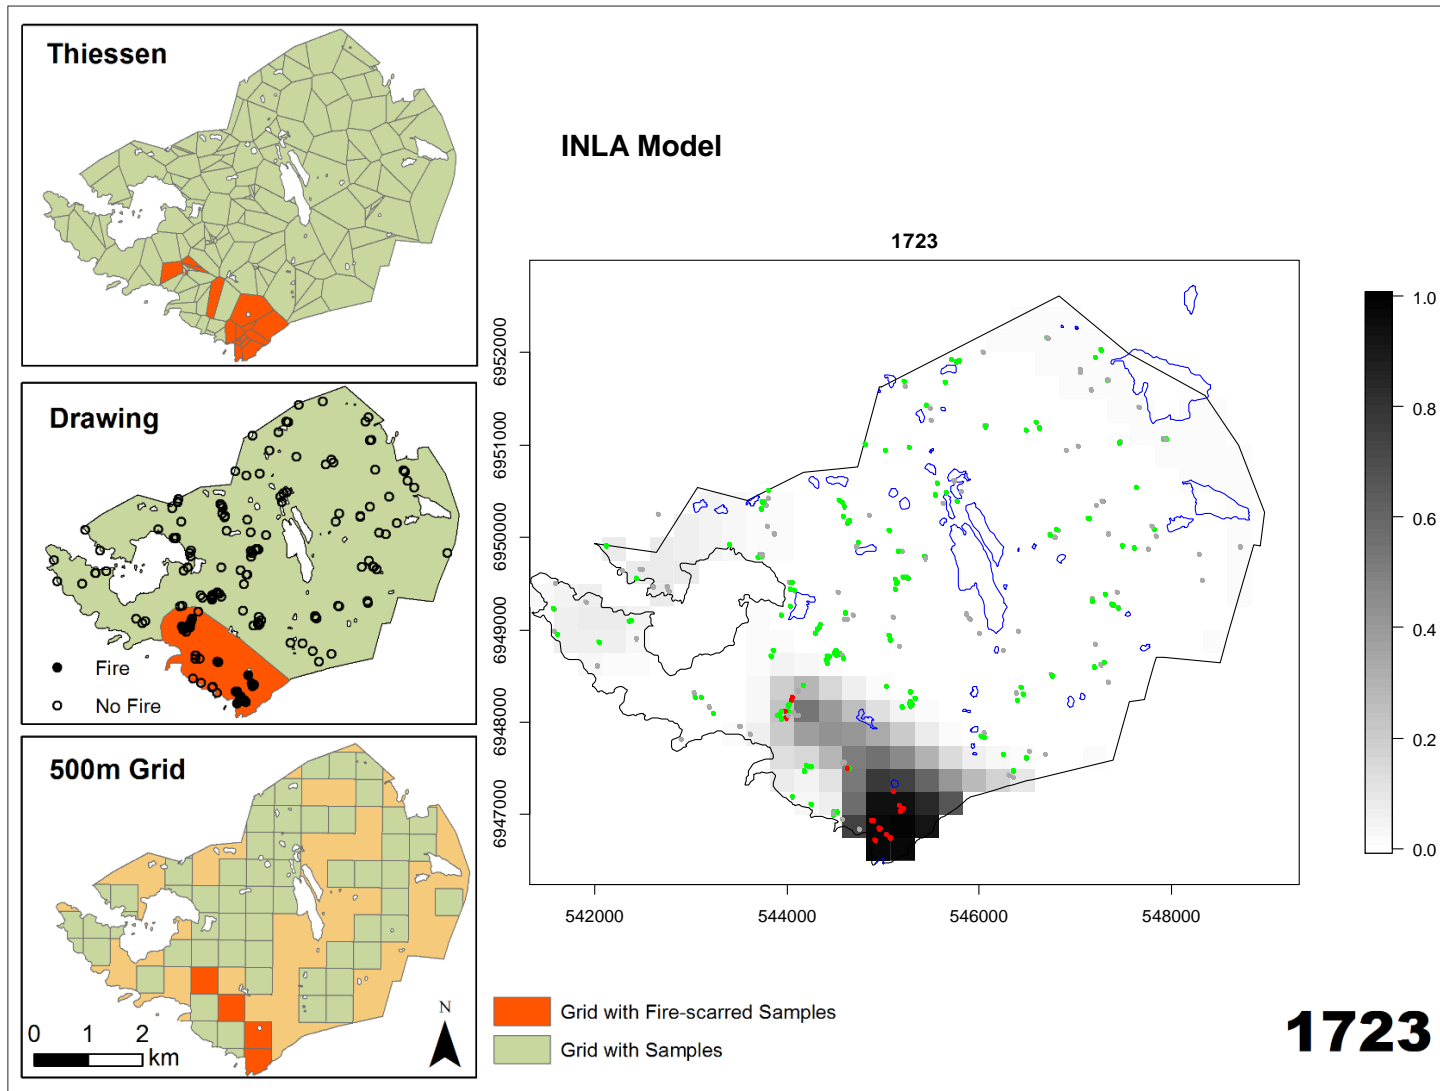 Thiessen
Drawing
Fire
No Fire
500m Grid
0 1 2
km
N
INLA Model
1723
6952000
6951000
6950000
6949000
6948000
6947000
542000 544000 546000 548000
1.0
0.8
0.6
0.4
0.2
0.0
Grid with Fire-scarred Samples
Grid with Samples
1723